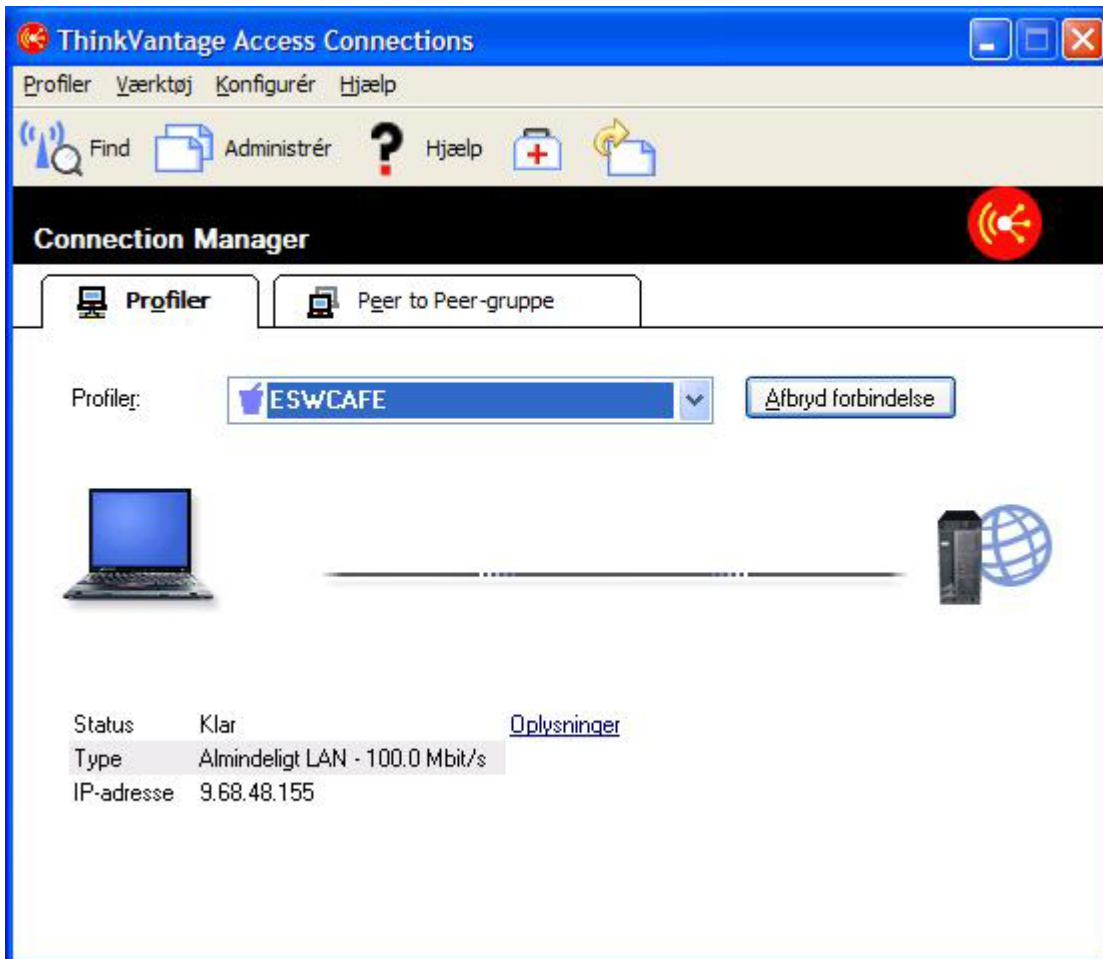 ThinkVantage Access Connections
Profiler Værktøj Konfigurér Hjælp
Find Administrér Hjælp
Connection Manager
Profiler Peer to Peer-gruppe
Profiler: ESWCAFE Afbryd forbindelse
Status Klar Oplysninger
Type Almindeligt LAN - 100.0 Mbit/s
IP-adresse 9.68.48.155